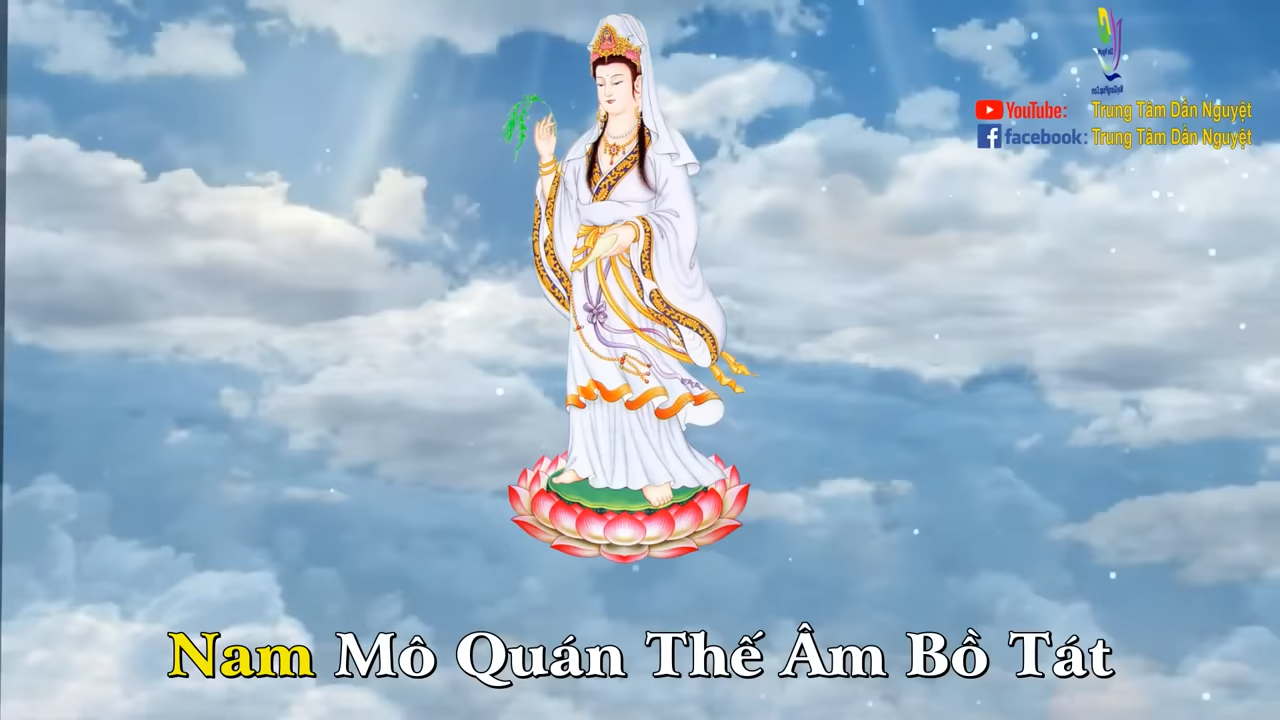 YouTube: Trung Tâm Dần Nguyệt
facebook: Trung Tâm Dần Nguyệt
Nam Mô Quán Thế Âm Bồ Tát